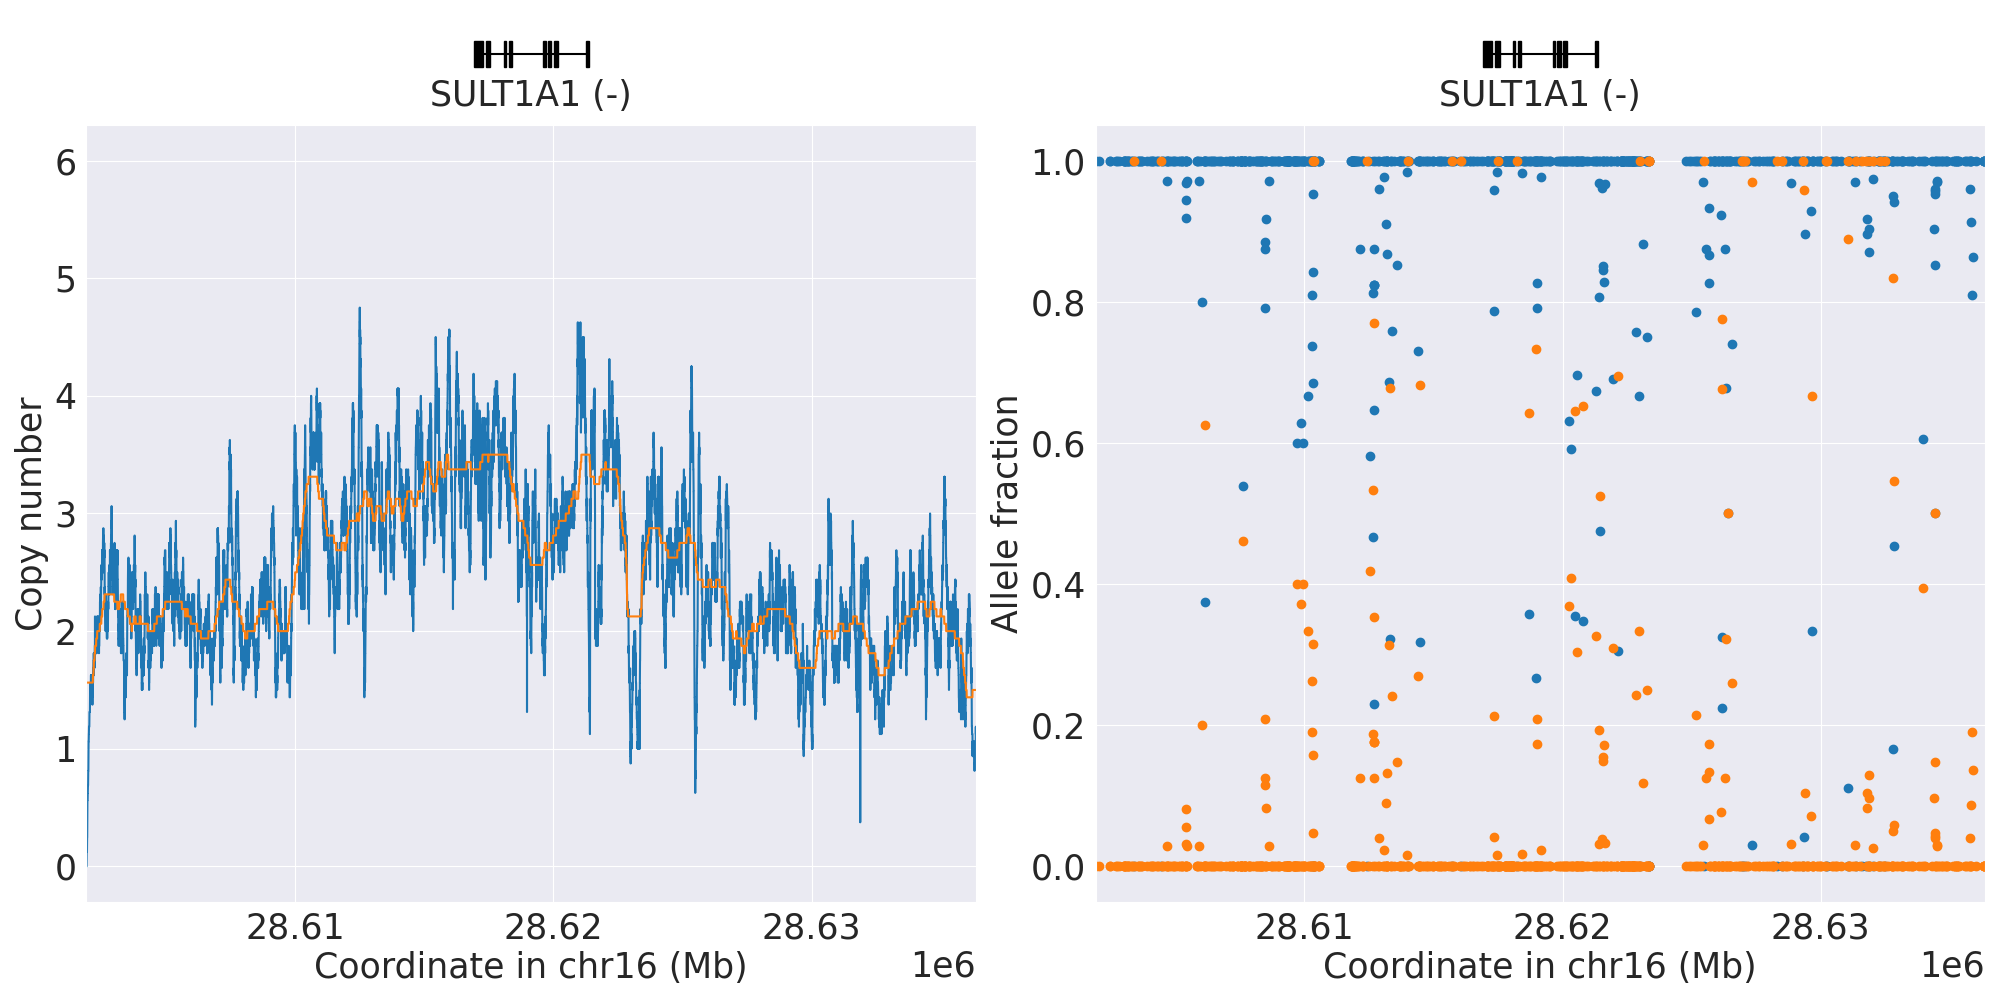 SULT1A1 (-)
6
5
4
3
2
1
0
Copy number
28.61
28.62
28.63
Coordinate in chr16 (Mb)
1e6
SULT1A1 (-)
1.0
0.8
0.6
0.4
0.2
0.0
Allele fraction
28.61
28.62
28.63
Coordinate in chr16 (Mb)
1e6